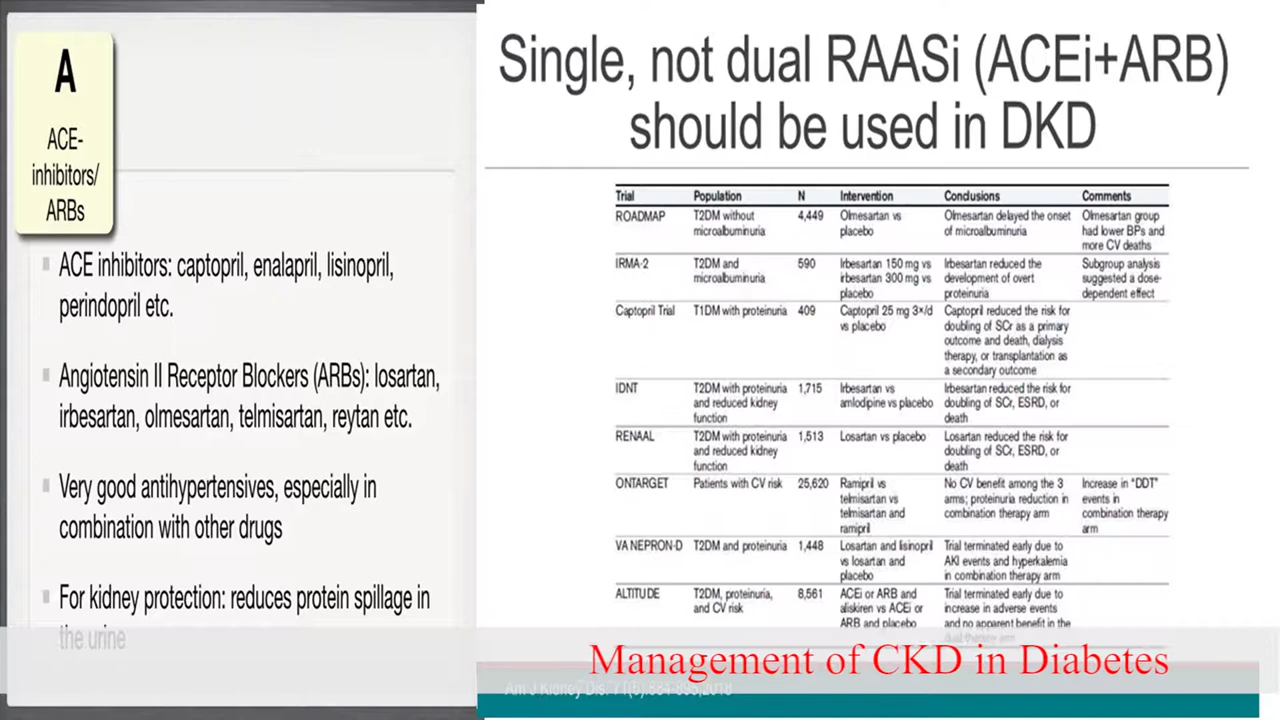 A
ACE-
inhibitors/
ARBs
ACE inhibitors: captopril, enalapril, lisinopril,
perindopril etc.
Angiotensin II Receptor Blockers (ARBs): losartan,
irbesartan, olmesartan, telmisartan, reytan etc.
Very good antihypertensives, especially in
combination with other drugs
For kidney protection: reduces protein spillage in
the urine
Single, not dual RAASi (ACEi+ARB)
should be used in DKD
Trial Population N Intervention Conclusions Comments
ROADMAP T2DM without 4,449 Olmesartan vs Olmesartan delayed the onset Olmesartan group
microalbuminuria placebo of microalbuminuria had lower BPs and
more CV deaths
IRMA-2 T2DM and 590 Irbesartan 150 mg vs Irbesartan reduced the Subgroup analysis
microalbuminuria irbesartan 300 mg vs development of overt suggested a dose-
placebo proteinuria dependent effect
Captopril Trial T1DM with proteinuria 409 Captopril 25 mg 3×/d Captopril reduced the risk for
vs placebo doubling of SCr as a primary
outcome and death, dialysis
therapy, or transplantation as
a secondary outcome
IDNT T2DM with proteinuria 1,715 Irbesartan vs Irbesartan reduced the risk for
and reduced kidney amlodipine vs placebo doubling of SCr, ESRD, or
function death
RENAAL T2DM with proteinuria 1,513 Losartan vs placebo Losartan reduced the risk for
and reduced kidney doubling of SCr, ESRD, or
function death
ONTARGET Patients with CV risk 25,620 Ramipril vs No CV benefit among the 3 Increase in "DDT"
telmisartan vs arms; proteinuria reduction in events in
telmisartan and combination therapy arm combination therapy
ramipril arm
VA NEPRON-D T2DM and proteinuria 1,448 Losartan and lisinopril Trial terminated early due to
vs losartan and AKI events and hyperkalemia
placebo in combination therapy arm
ALTITUDE T2DM, proteinuria, 8,561 ACEi or ARB and Trial terminated early due to
and CV risk aliskiren vs ACEi or increase in adverse events
ARB and placebo and no apparent benefit in the
Management of CKD in Diabetes
Am J Kidney Dis.